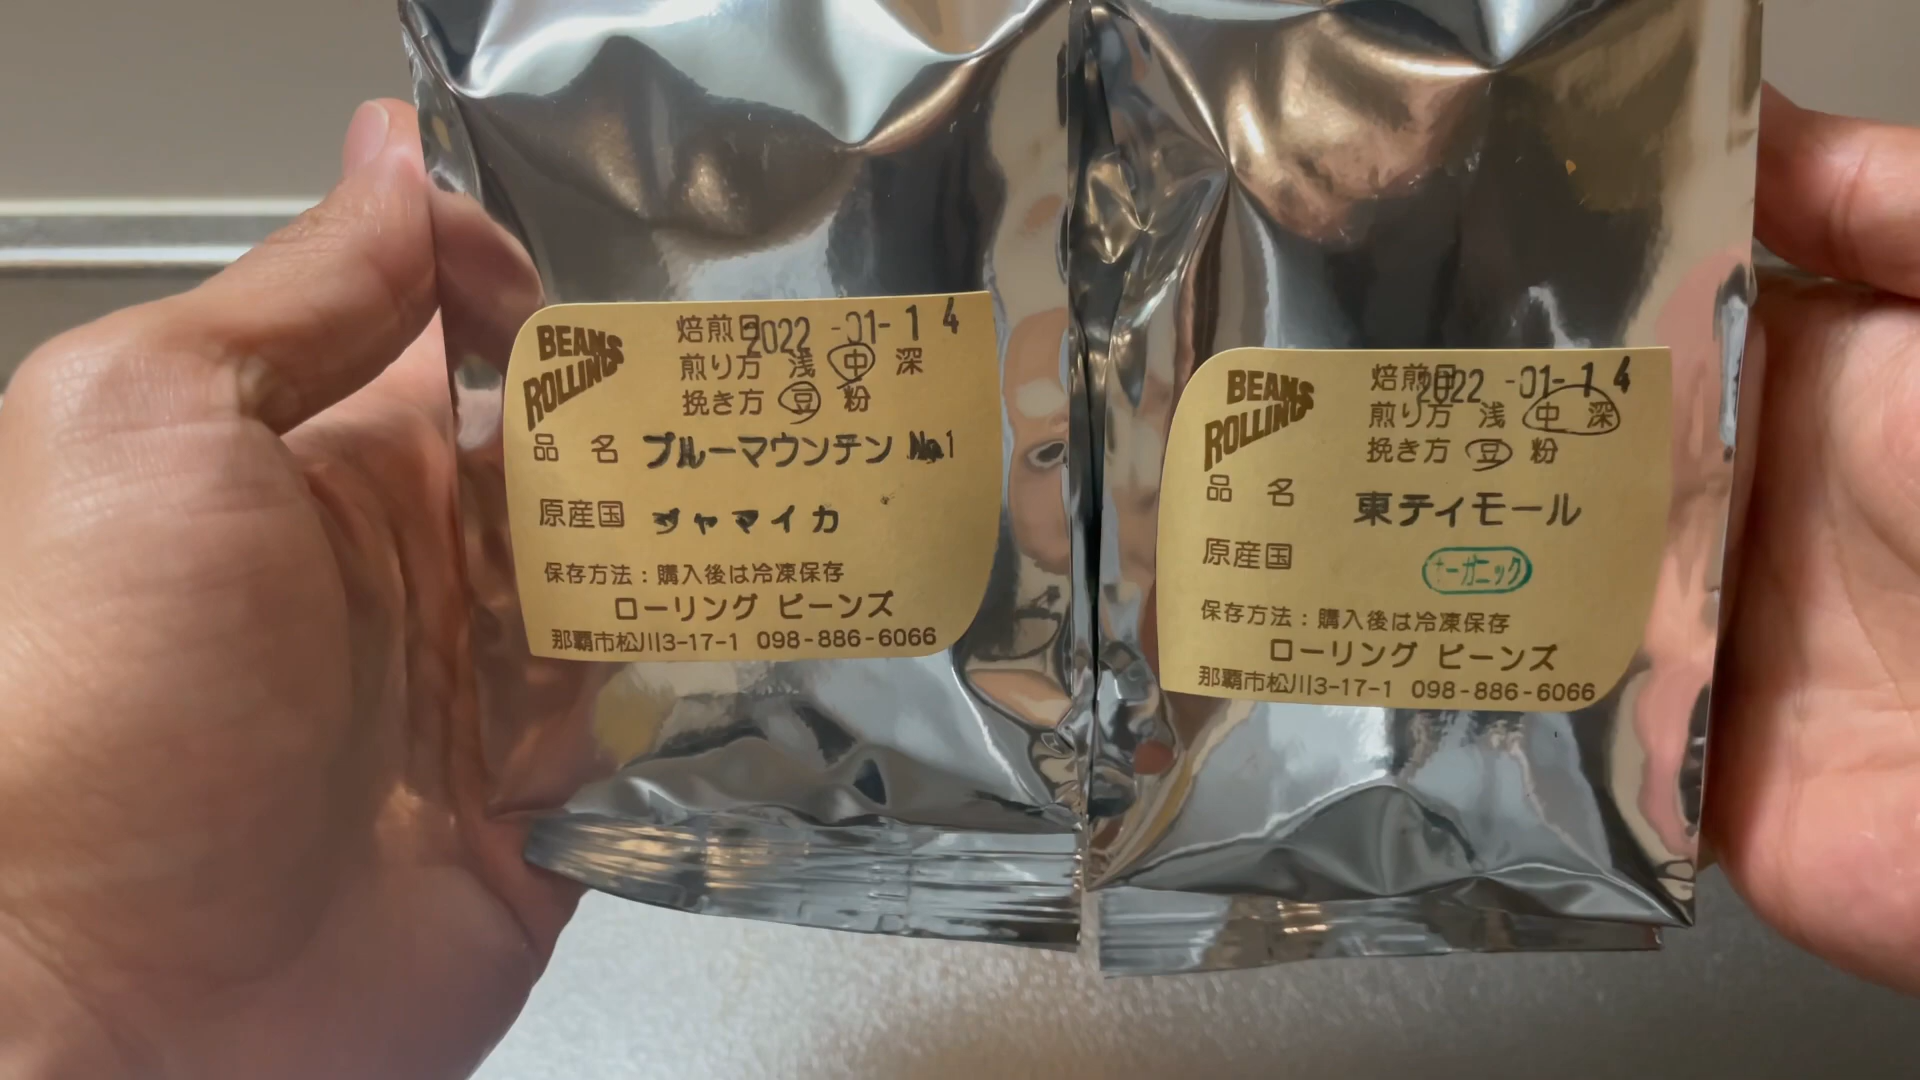 BEANS
ROLLING
焙煎日 2022 -01- 1 4
煎り方 浅 中 深
挽き方 豆 粉
品 名 ブルーマウンテン No.1
原産国 ジャマイカ
保存方法：購入後は冷凍保存
ローリング ビーンズ
那覇市松川3-17-1 098-886-6066
BEANS
ROLLING
焙煎日 2022 -01- 1 4
煎り方 浅 中 深
挽き方 豆 粉
品 名 東ティモール
原産国 オーガニック
保存方法：購入後は冷凍保存
ローリング ビーンズ
那覇市松川3-17-1 098-886-6066